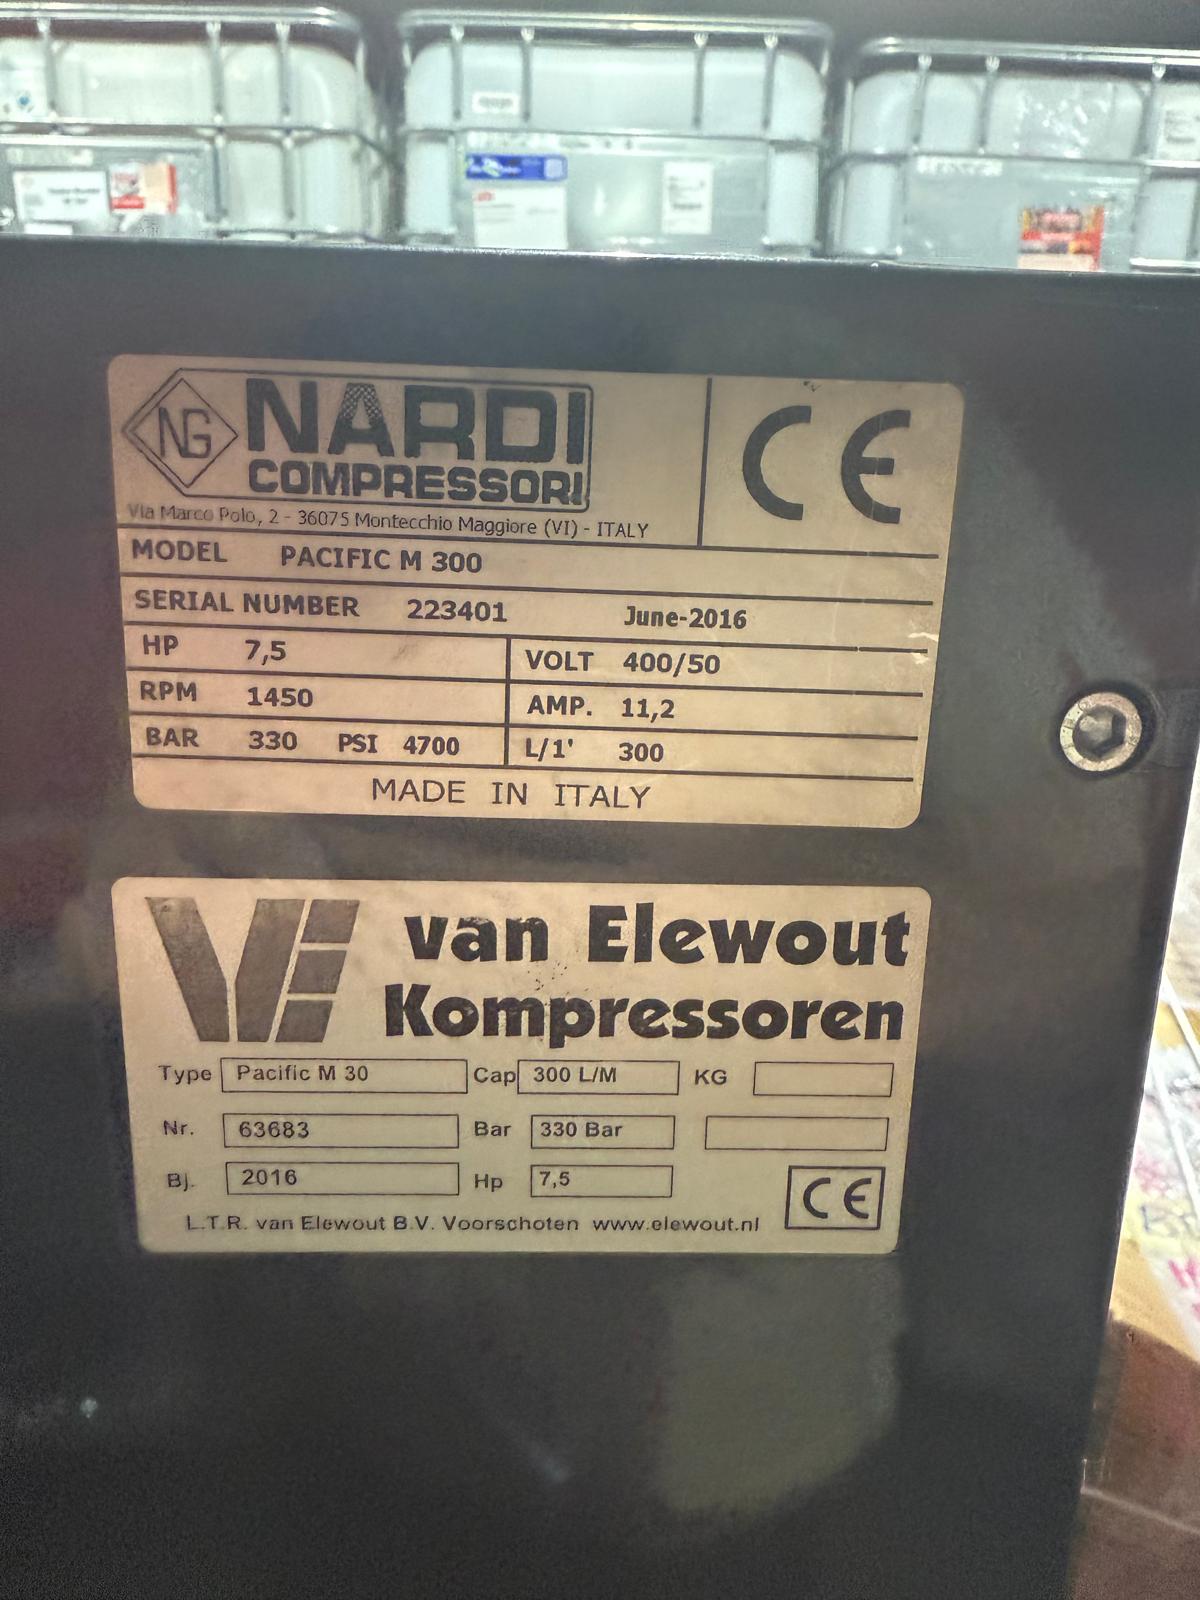 NG NARDI
COMPRESSORI
CE
Via Marco Polo, 2 - 36075 Montecchio Maggiore (VI) - ITALY
MODEL PACIFIC M 300
SERIAL NUMBER 223401 June-2016
HP 7,5 VOLT 400/50
RPM 1450 AMP. 11,2
BAR 330 PSI 4700 L/1' 300
MADE IN ITALY
VE van Elewout
Kompressoren
Type Pacific M 30 Cap 300 L/M KG
Nr. 63683 Bar 330 Bar
Bj. 2016 Hp 7,5 CE
L.T.R. van Elewout B.V. Voorschoten www.elewout.nl